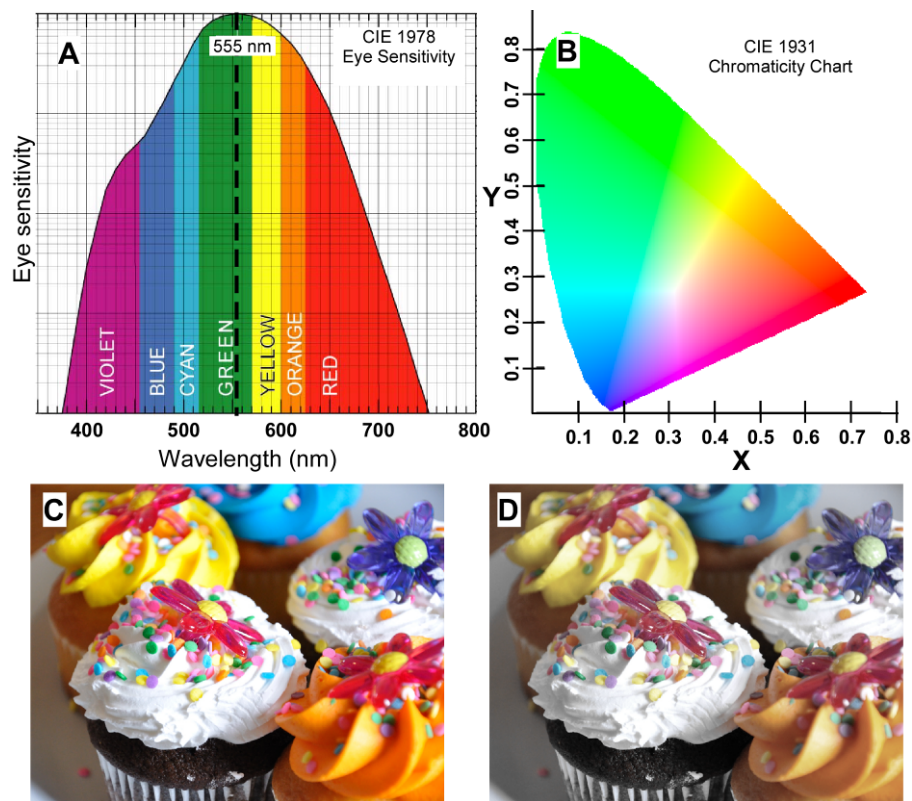 A
CIE 1978
Eye Sensitivity
555 nm
Eye sensitivity
VIOLET
BLUE
CYAN
GREEN
YELLOW
ORANGE
RED
400 500 600 700 800
Wavelength (nm)
B
CIE 1931
Chromaticity Chart
Y
0.8
0.7
0.6
0.5
0.4
0.3
0.2
0.1
0.1 0.2 0.3 0.4 0.5 0.6 0.7 0.8
X
C
D